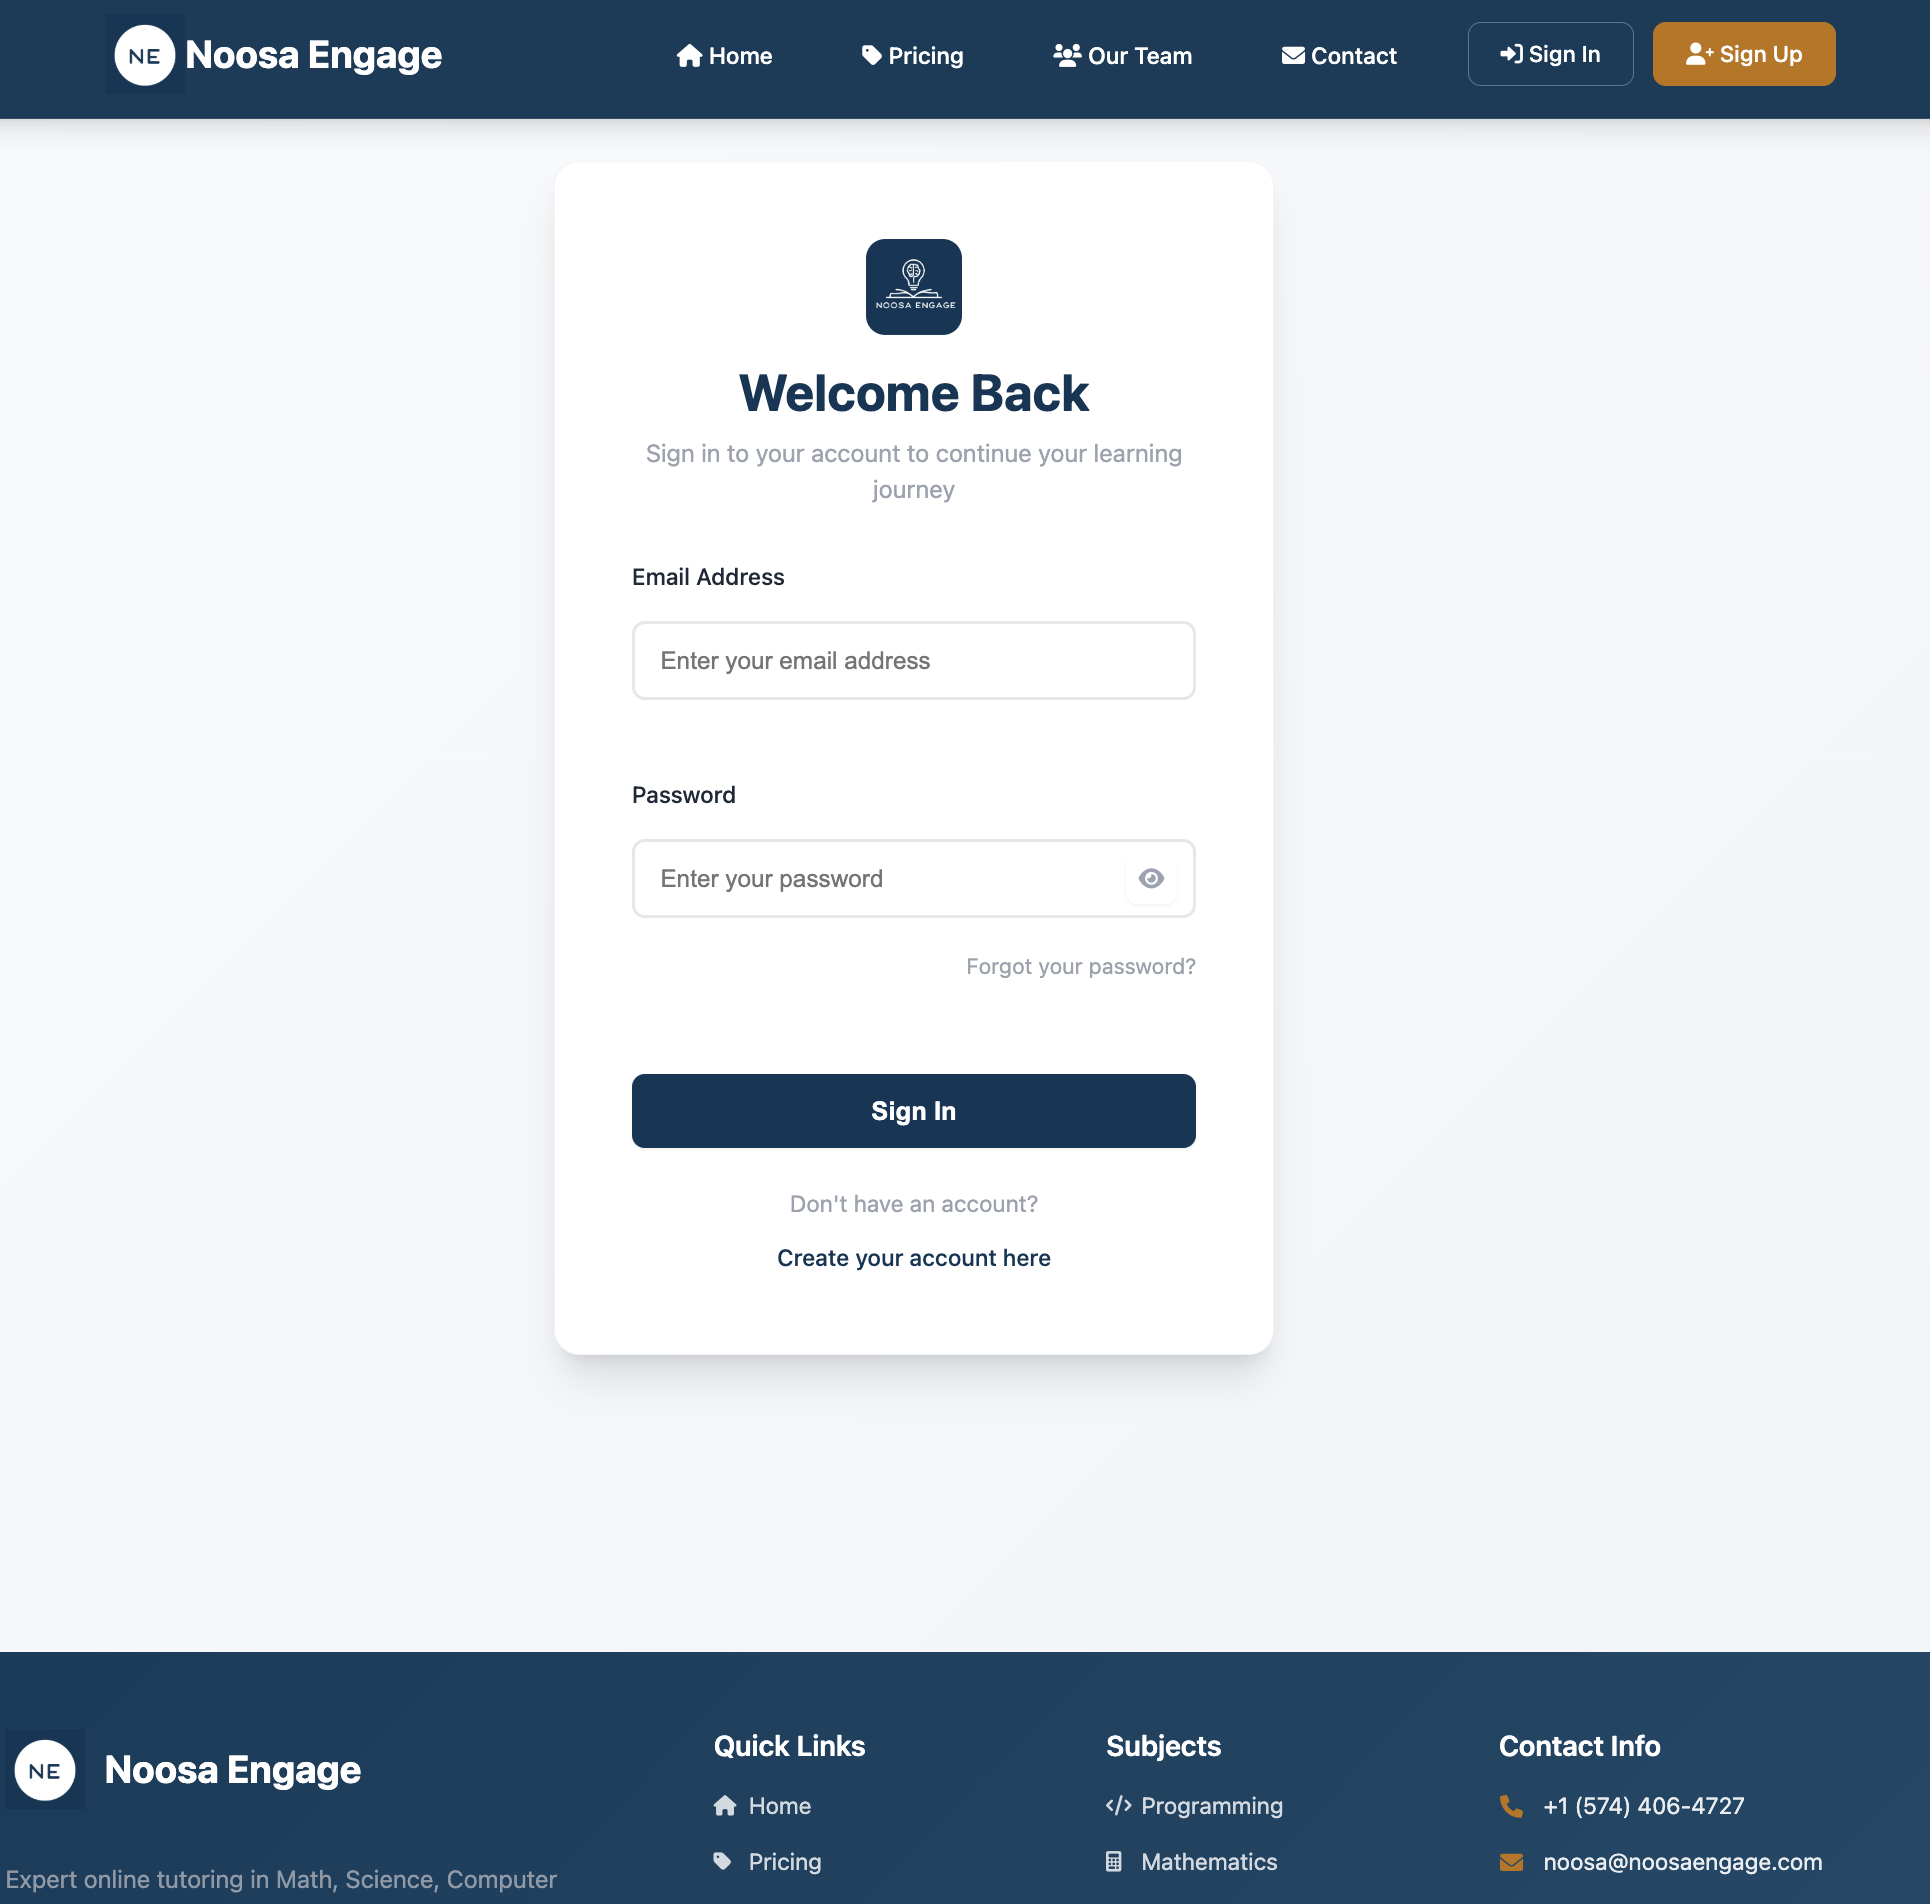 NE Noosa Engage
Home
Pricing
Our Team
Contact
Sign In
Sign Up
NOOSA ENGAGE
Welcome Back
Sign in to your account to continue your learning
journey
Email Address
Enter your email address
Password
Enter your password
Forgot your password?
Sign In
Don't have an account?
Create your account here
NE Noosa Engage
Expert online tutoring in Math, Science, Computer
Quick Links
Home
Pricing
Subjects
Programming
Mathematics
Contact Info
+1 (574) 406-4727
noosa@noosaengage.com